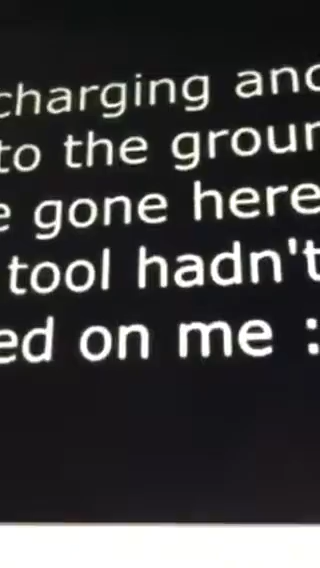 charging and
to the groun
e gone here
tool hadn't
ed on me :